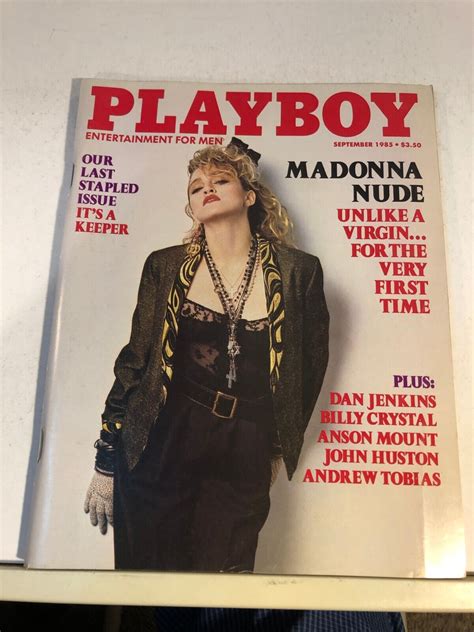 PLAYBOY
ENTERTAINMENT FOR MEN
SEPTEMBER 1985 • $3.50
OUR
LAST
STAPLED
ISSUE
IT'S A
KEEPER
MADONNA
NUDE
UNLIKE A
VIRGIN...
FOR THE
VERY
FIRST
TIME
PLUS:
DAN JENKINS
BILLY CRYSTAL
ANSON MOUNT
JOHN HUSTON
ANDREW TOBIAS